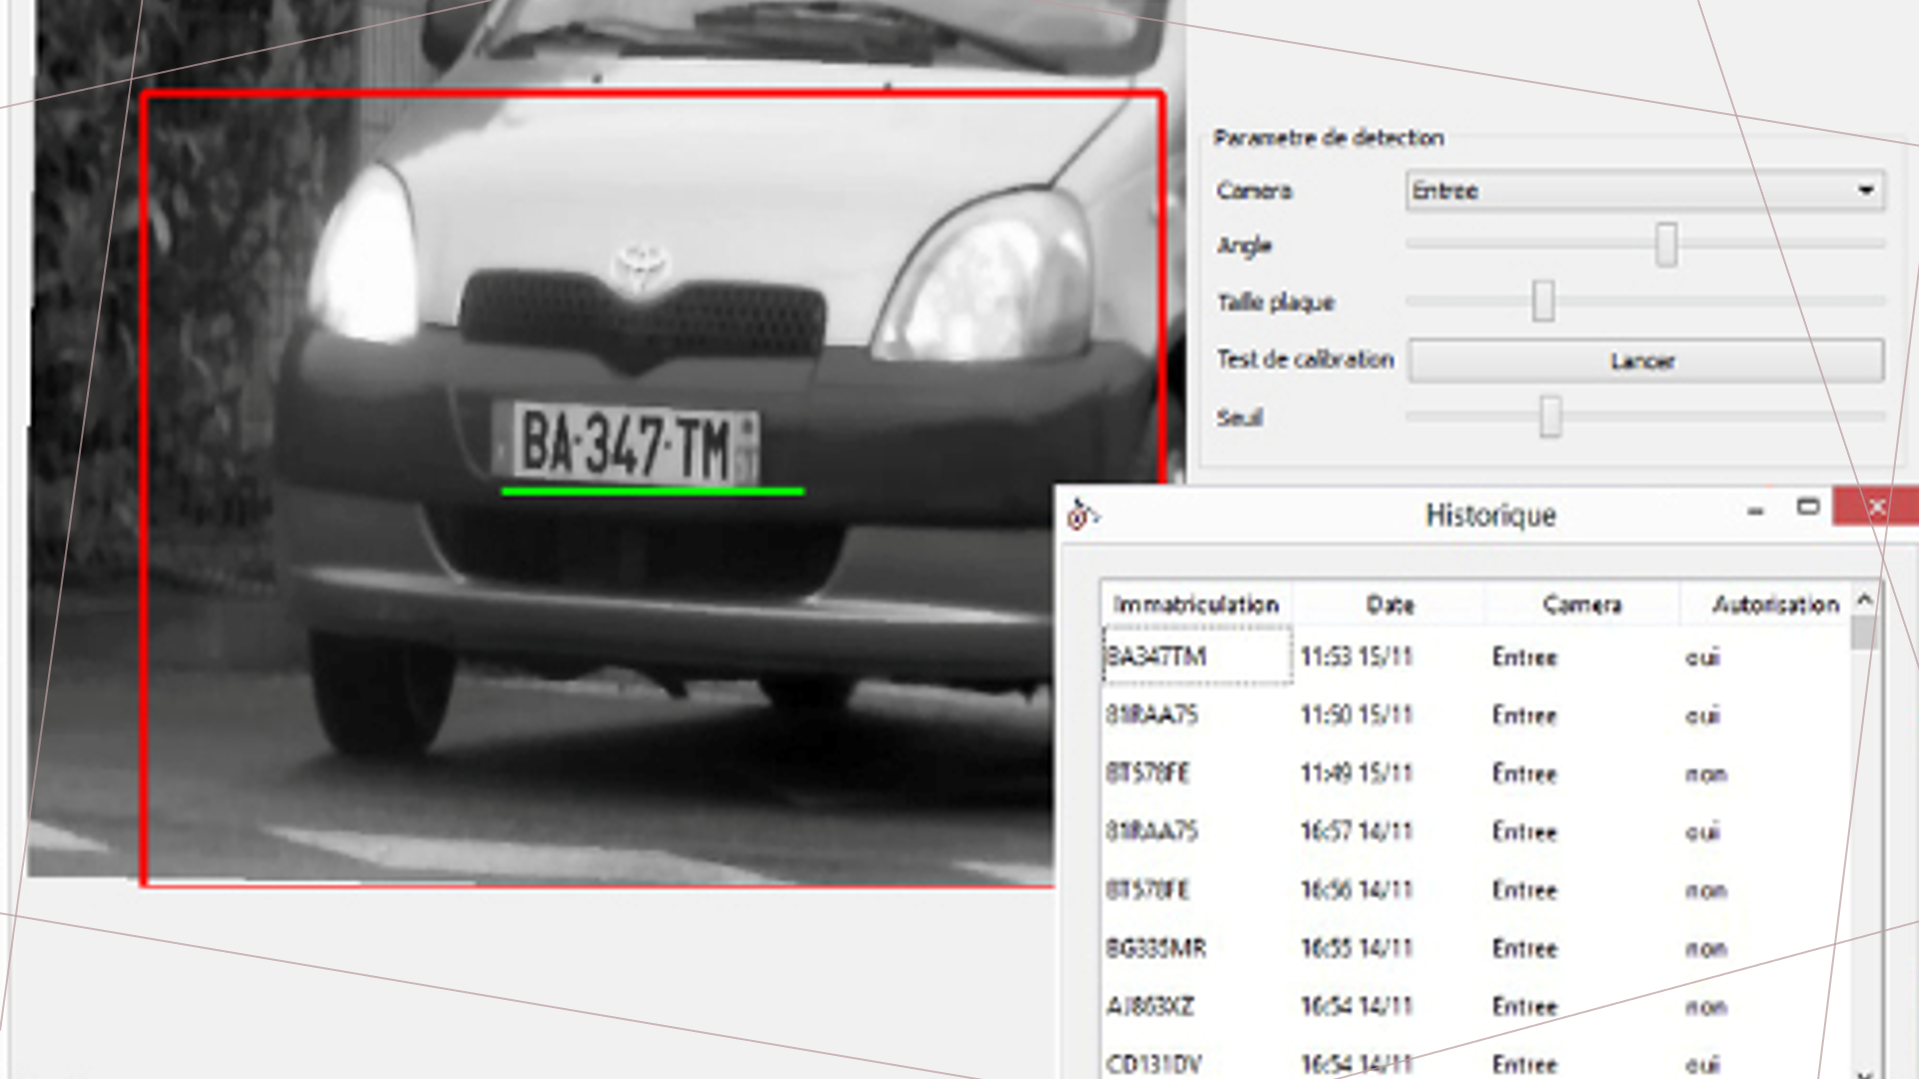 BA-347-TM
Parametre de detection
Camera Entree
Angle
Taille plaque
Test de calibration Lancer
Seuil
Historique
Immatriculation Date Camera Autorisation
BA347TM 11:53 15/11 Entree oui
81RAA75 11:50 15/11 Entree oui
BT578FE 11:49 15/11 Entree non
81RAA75 16:57 14/11 Entree oui
BT578FE 16:56 14/11 Entree non
BG335MR 16:55 14/11 Entree non
AJ863XZ 16:54 14/11 Entree non
CD131DV 16:54 14/11 Entree oui